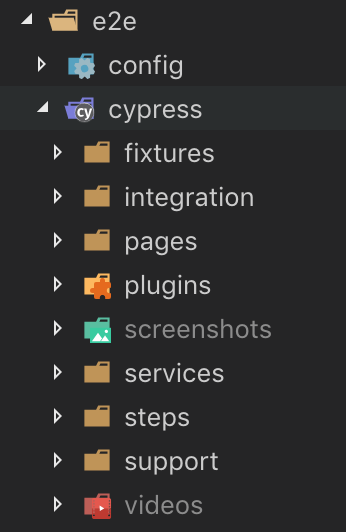 e2e
config
cypress
fixtures
integration
pages
plugins
screenshots
services
steps
support
videos